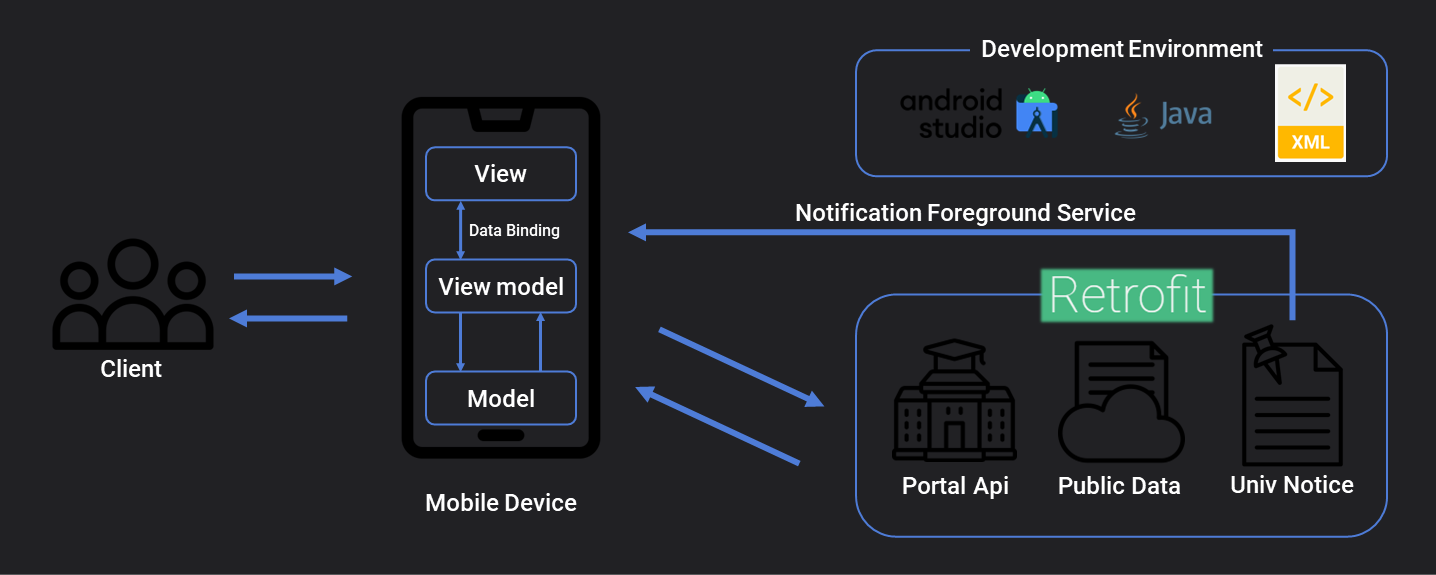 Development Environment
android
studio
Java
</>
XML
View
Data Binding
View model
Model
Client
Mobile Device
Notification Foreground Service
Retrofit
Portal Api
Public Data
Univ Notice